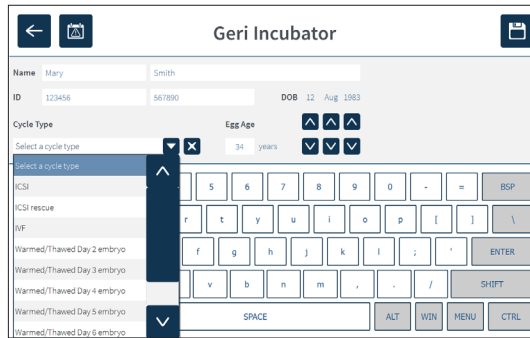 Geri Incubator
Name Mary Smith
ID 123456 567890 DOB 12 Aug 1983
Cycle Type Egg Age
Select a cycle type 34 years
Select a cycle type
ICSI
ICSI rescue
IVF
Warmed/Thawed Day 2 embryo
Warmed/Thawed Day 3 embryo
Warmed/Thawed Day 4 embryo
Warmed/Thawed Day 5 embryo
Warmed/Thawed Day 6 embryo
5 6 7 8 9 0 - = BSP
r t y u i o p [ ] \
f g h j k l ; ' ENTER
v b n m , . / SHIFT
SPACE ALT WIN MENU CTRL